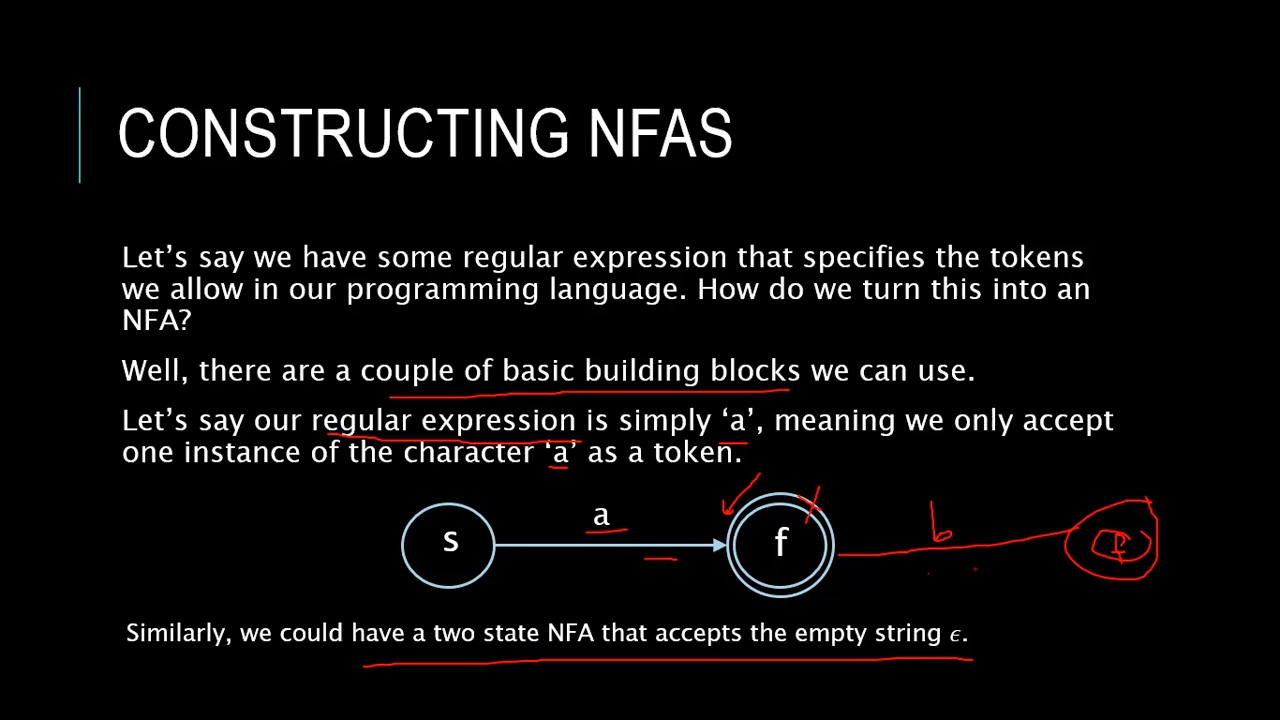 CONSTRUCTING NFAS
Let's say we have some regular expression that specifies the tokens
we allow in our programming language. How do we turn this into an
NFA?
Well, there are a couple of basic building blocks we can use.
Let's say our regular expression is simply ‘a’, meaning we only accept
one instance of the character ‘a’ as a token.
s a f b
Similarly, we could have a two state NFA that accepts the empty string ϵ.